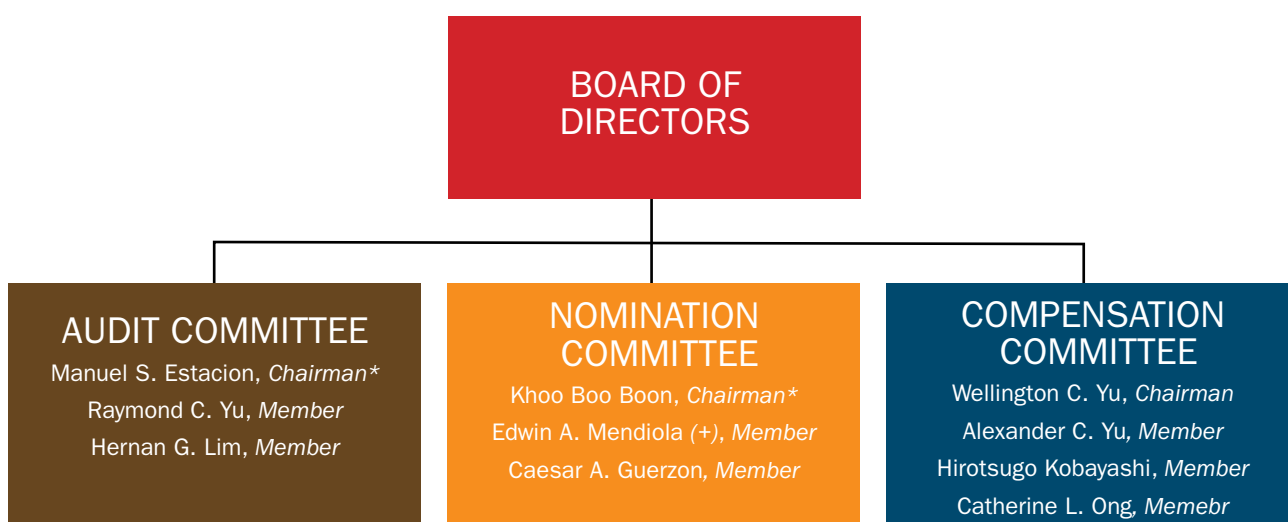 BOARD OF
DIRECTORS
AUDIT COMMITTEE
Manuel S. Estacion, Chairman*
Raymond C. Yu, Member
Hernan G. Lim, Member
NOMINATION
COMMITTEE
Khoo Boo Boon, Chairman*
Edwin A. Mendiola (+), Member
Caesar A. Guerzon, Member
COMPENSATION
COMMITTEE
Wellington C. Yu, Chairman
Alexander C. Yu, Member
Hirotsugo Kobayashi, Member
Catherine L. Ong, Memebr